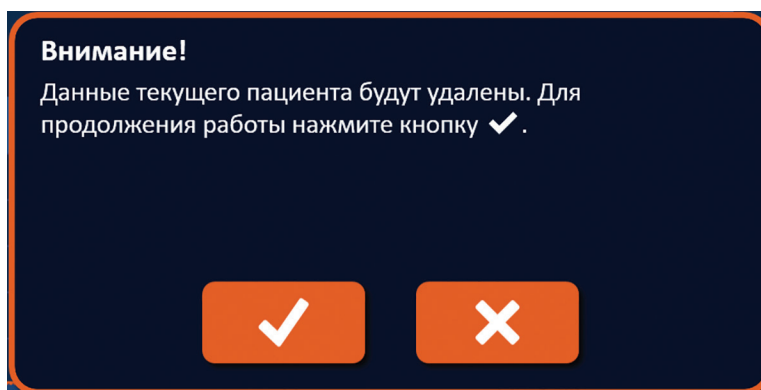 Внимание!
Данные текущего пациента будут удалены. Для
продолжения работы нажмите кнопку ✔.